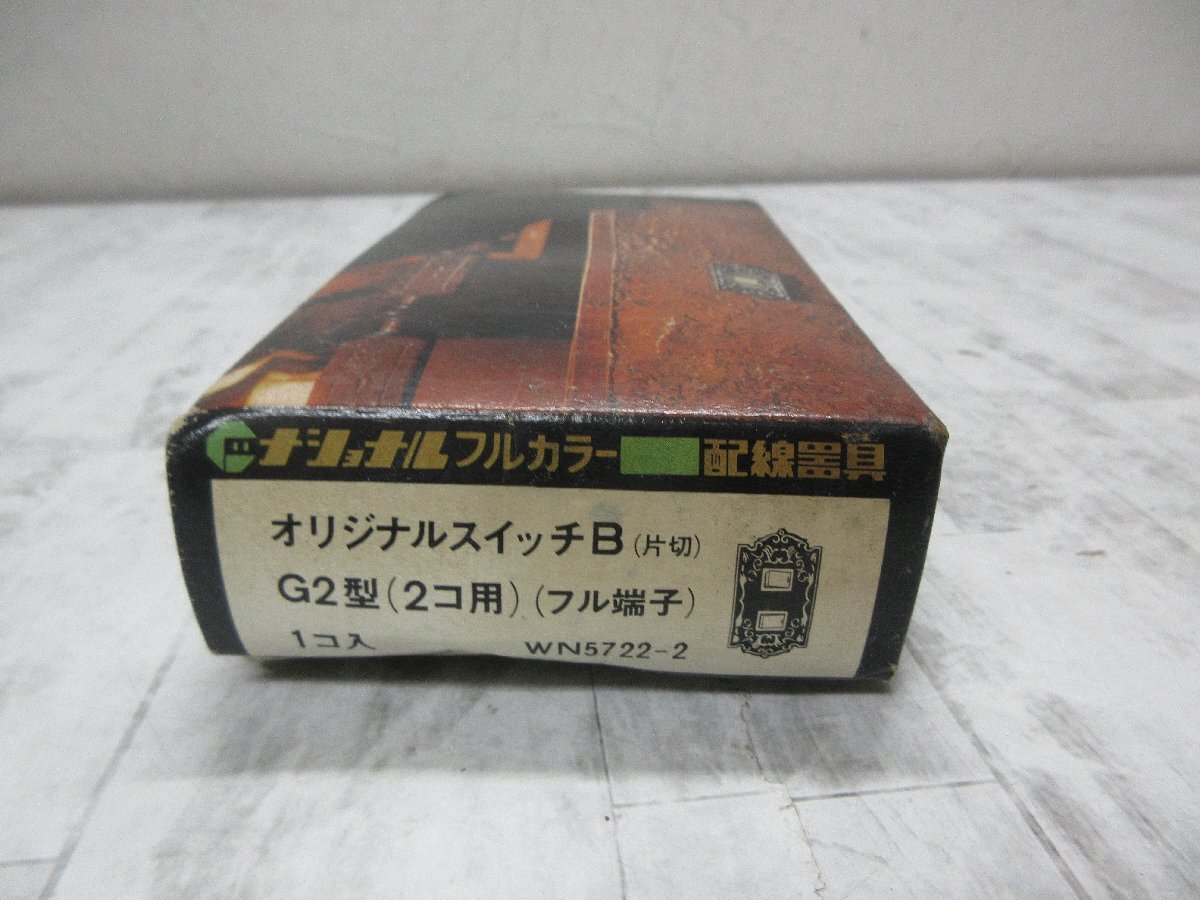 ナショナルフルカラー配線器具
オリジナルスイッチB(片切)
G2型(2コ用)(フル端子)
1コ入 WN5722-2